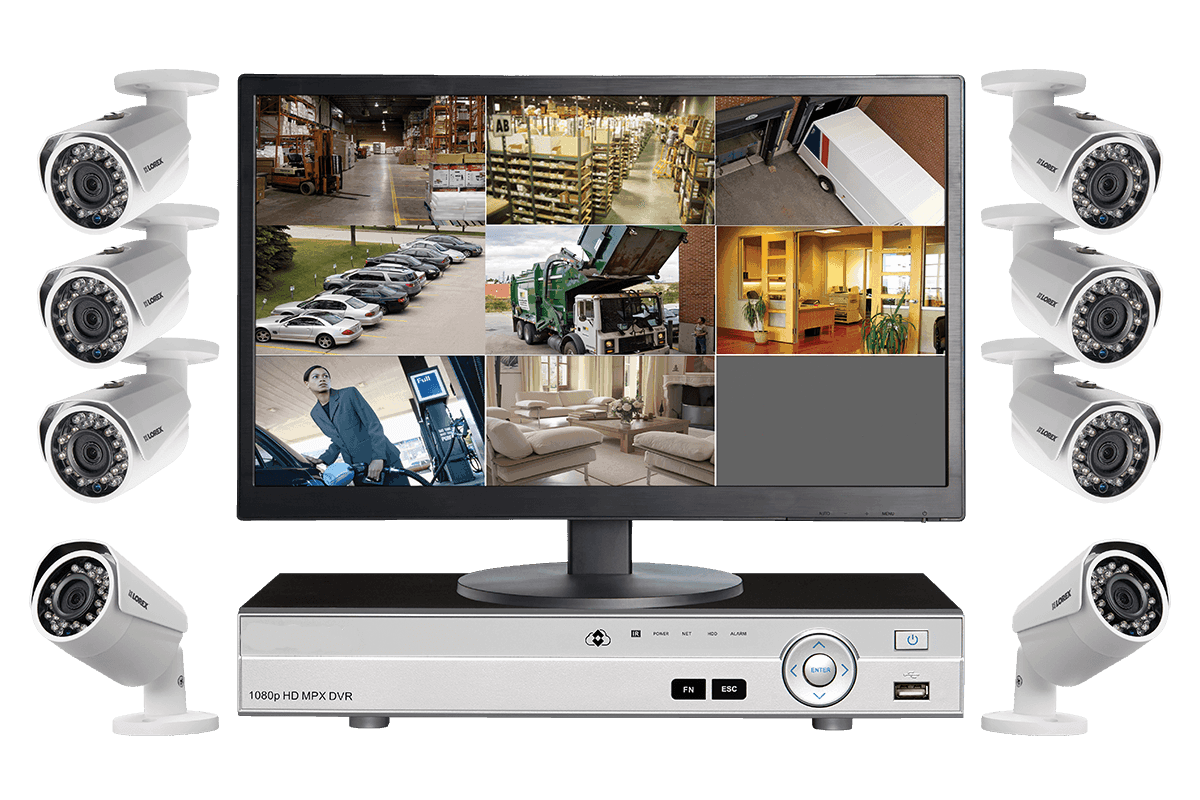 LOREX
LOREX
AB
LOREX
LOREX
Full
LOREX
LOREX
AUTO - + MENU
LOREX
LOREX
IR POWER NET HDD ALARM
ENTER
1080p HD MPX DVR
FN ESC